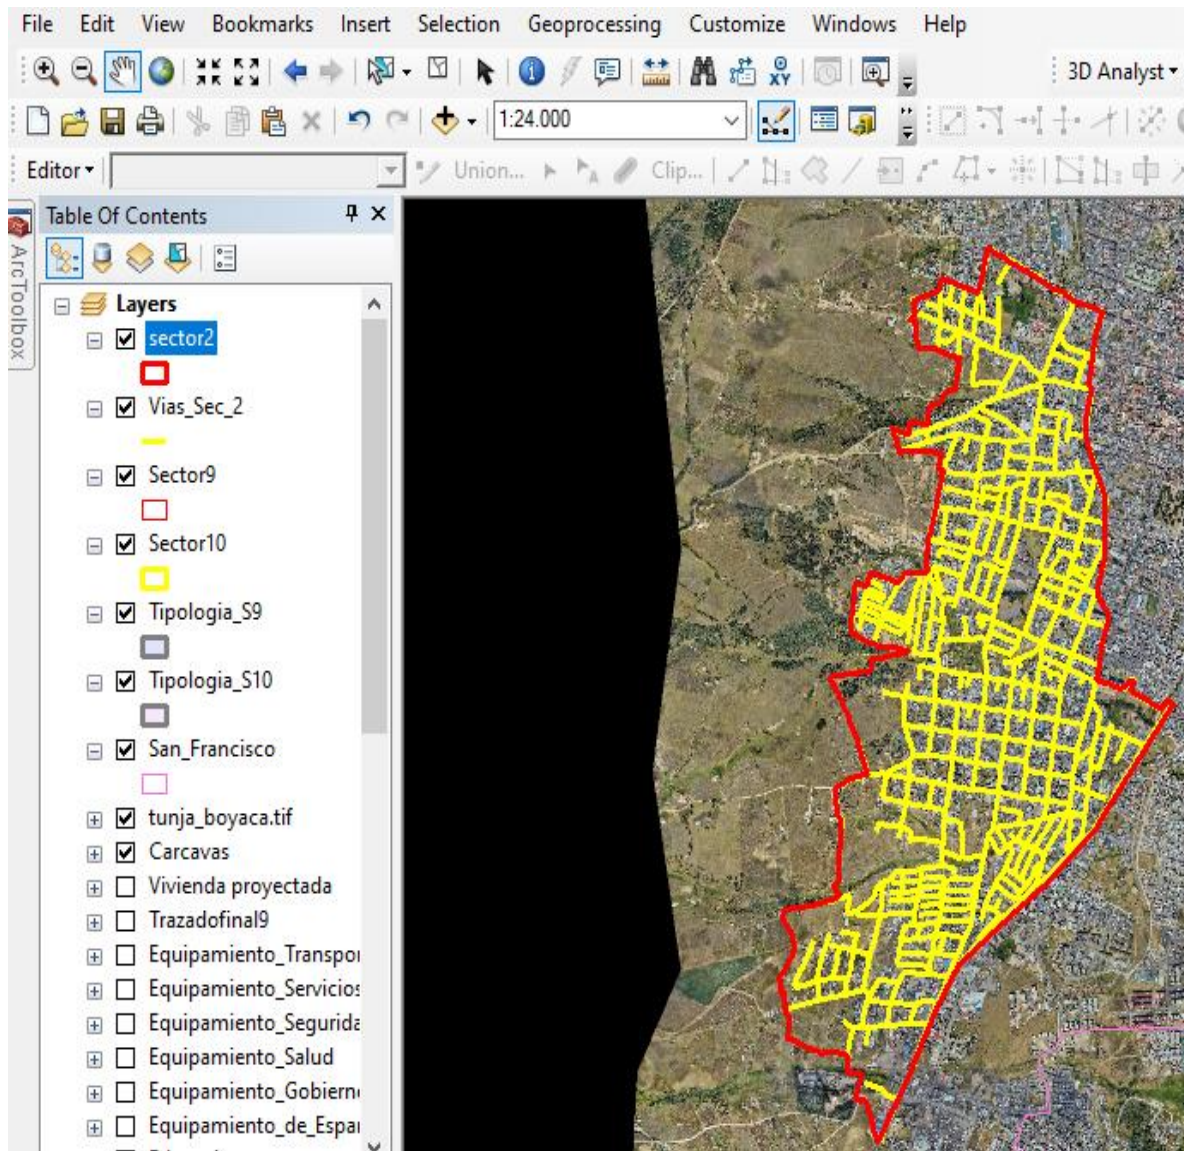 File Edit View Bookmarks Insert Selection Geoprocessing Customize Windows Help
XY 3D Analyst
1:24.000
Editor Union... Clip...
Table Of Contents
ArcToolbox
Layers
sector2
Vias_Sec_2
Sector9
Sector10
Tipologia_S9
Tipologia_S10
San_Francisco
tunja_boyaca.tif
Carcavas
Vivienda proyectada
Trazadofinal9
Equipamiento_Transpor
Equipamiento_Servicios
Equipamiento_Segurida
Equipamiento_Salud
Equipamiento_Gobiern
Equipamiento_de_Espa